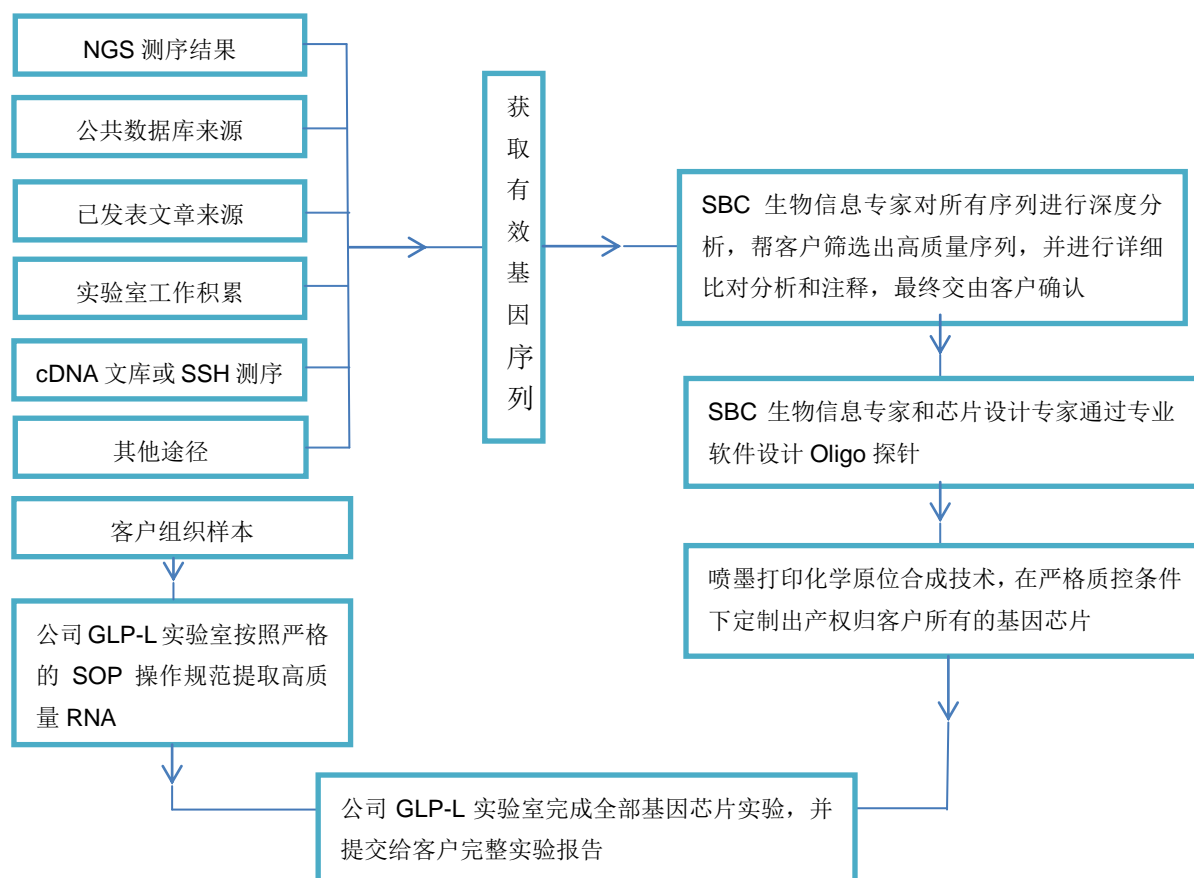 NGS 测序结果
公共数据库来源
已发表文章来源
实验室工作积累
cDNA 文库或 SSH 测序
其他途径
获
取
有
效
基
因
序
列
SBC 生物信息专家对所有序列进行深度分
析，帮客户筛选出高质量序列，并进行详细
比对分析和注释，最终交由客户确认
SBC 生物信息专家和芯片设计专家通过专业
软件设计 Oligo 探针
喷墨打印化学原位合成技术，在严格质控条件
下定制出产权归客户所有的基因芯片
客户组织样本
公司 GLP-L 实验室按照严格
的 SOP 操作规范提取高质
量 RNA
公司 GLP-L 实验室完成全部基因芯片实验，并
提交给客户完整实验报告